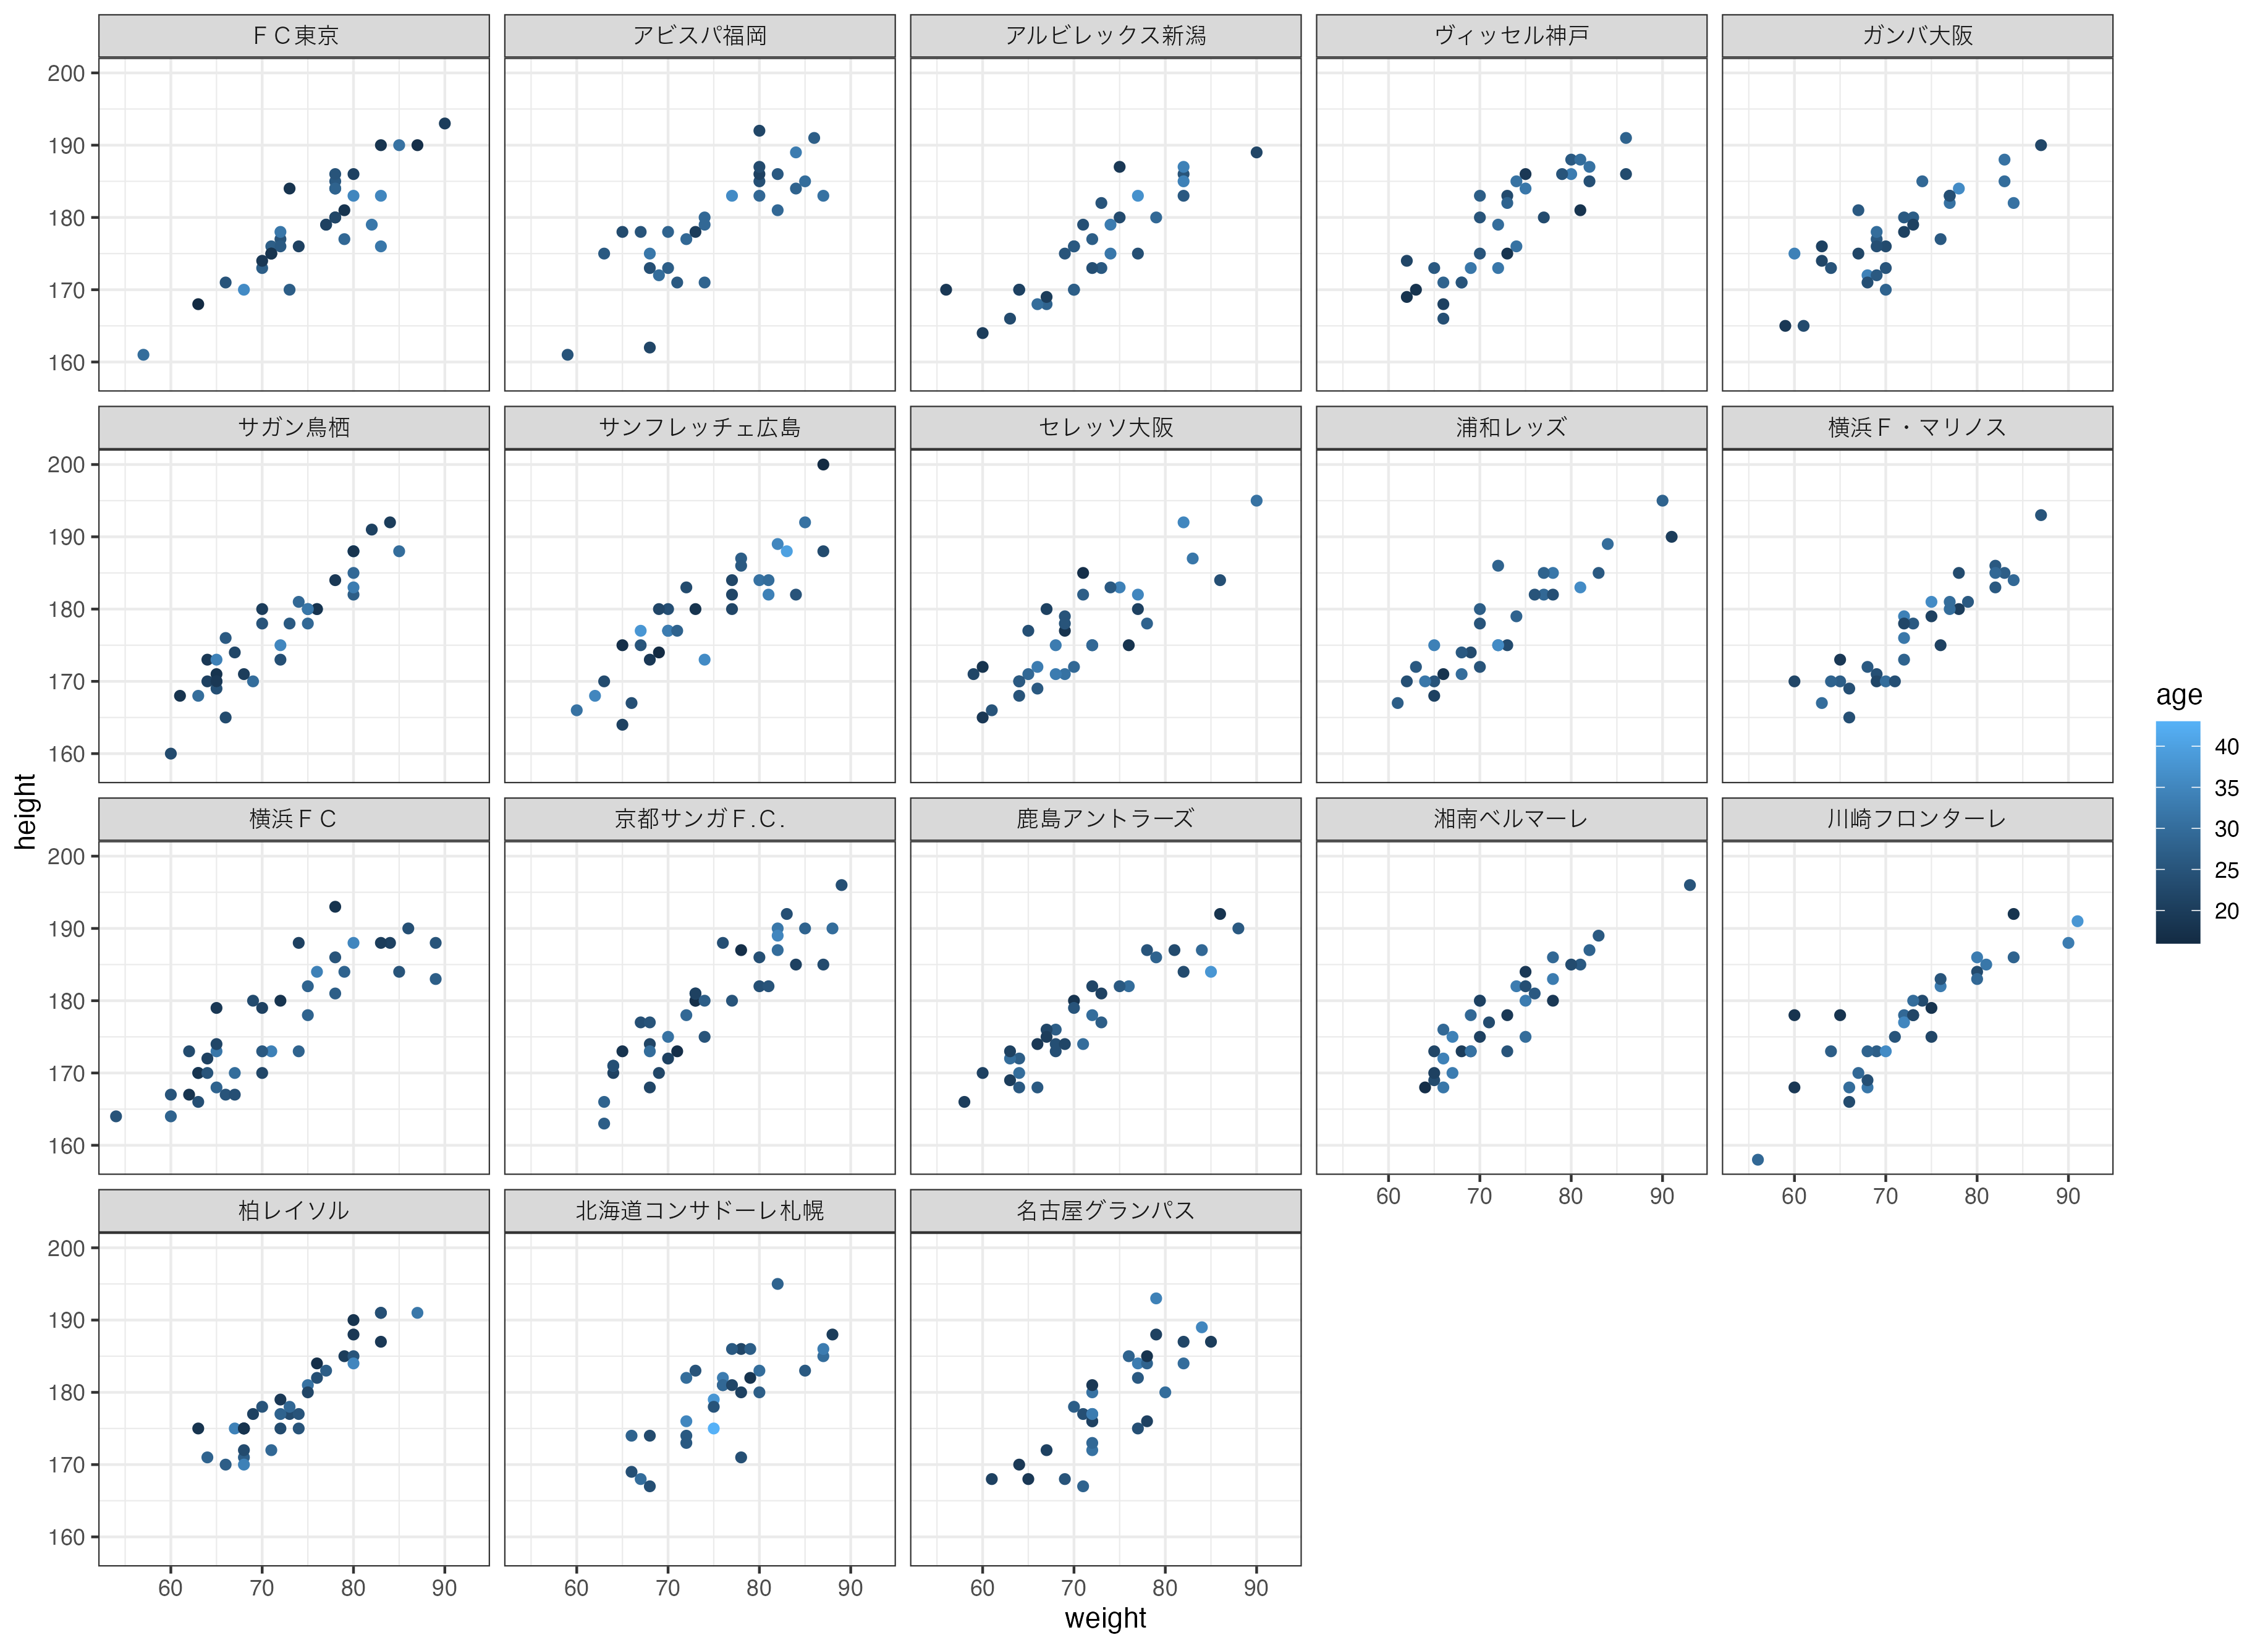 ＦＣ東京
アビスパ福岡
アルビレックス新潟
ヴィッセル神戸
ガンバ大阪
200
190
180
170
160
サガン鳥栖
サンフレッチェ広島
セレッソ大阪
浦和レッズ
横浜Ｆ・マリノス
200
190
180
170
160
横浜ＦＣ
京都サンガＦ.Ｃ.
鹿島アントラーズ
湘南ベルマーレ
川崎フロンターレ
200
190
180
170
160
60 70 80 90
60 70 80 90
柏レイソル
北海道コンサドーレ札幌
名古屋グランパス
200
190
180
170
160
60 70 80 90
60 70 80 90
60 70 80 90
weight
height
age
40
35
30
25
20